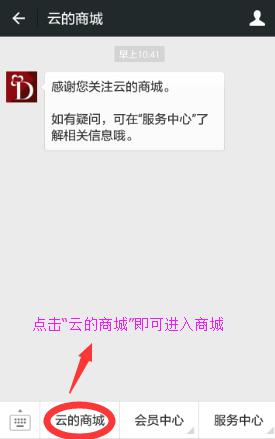 云的商城
早上10:41
感谢您关注云的商城。
如有疑问，可在“服务中心”了
解相关信息哦。
点击“云的商城”即可进入商城
云的商城
会员中心
服务中心